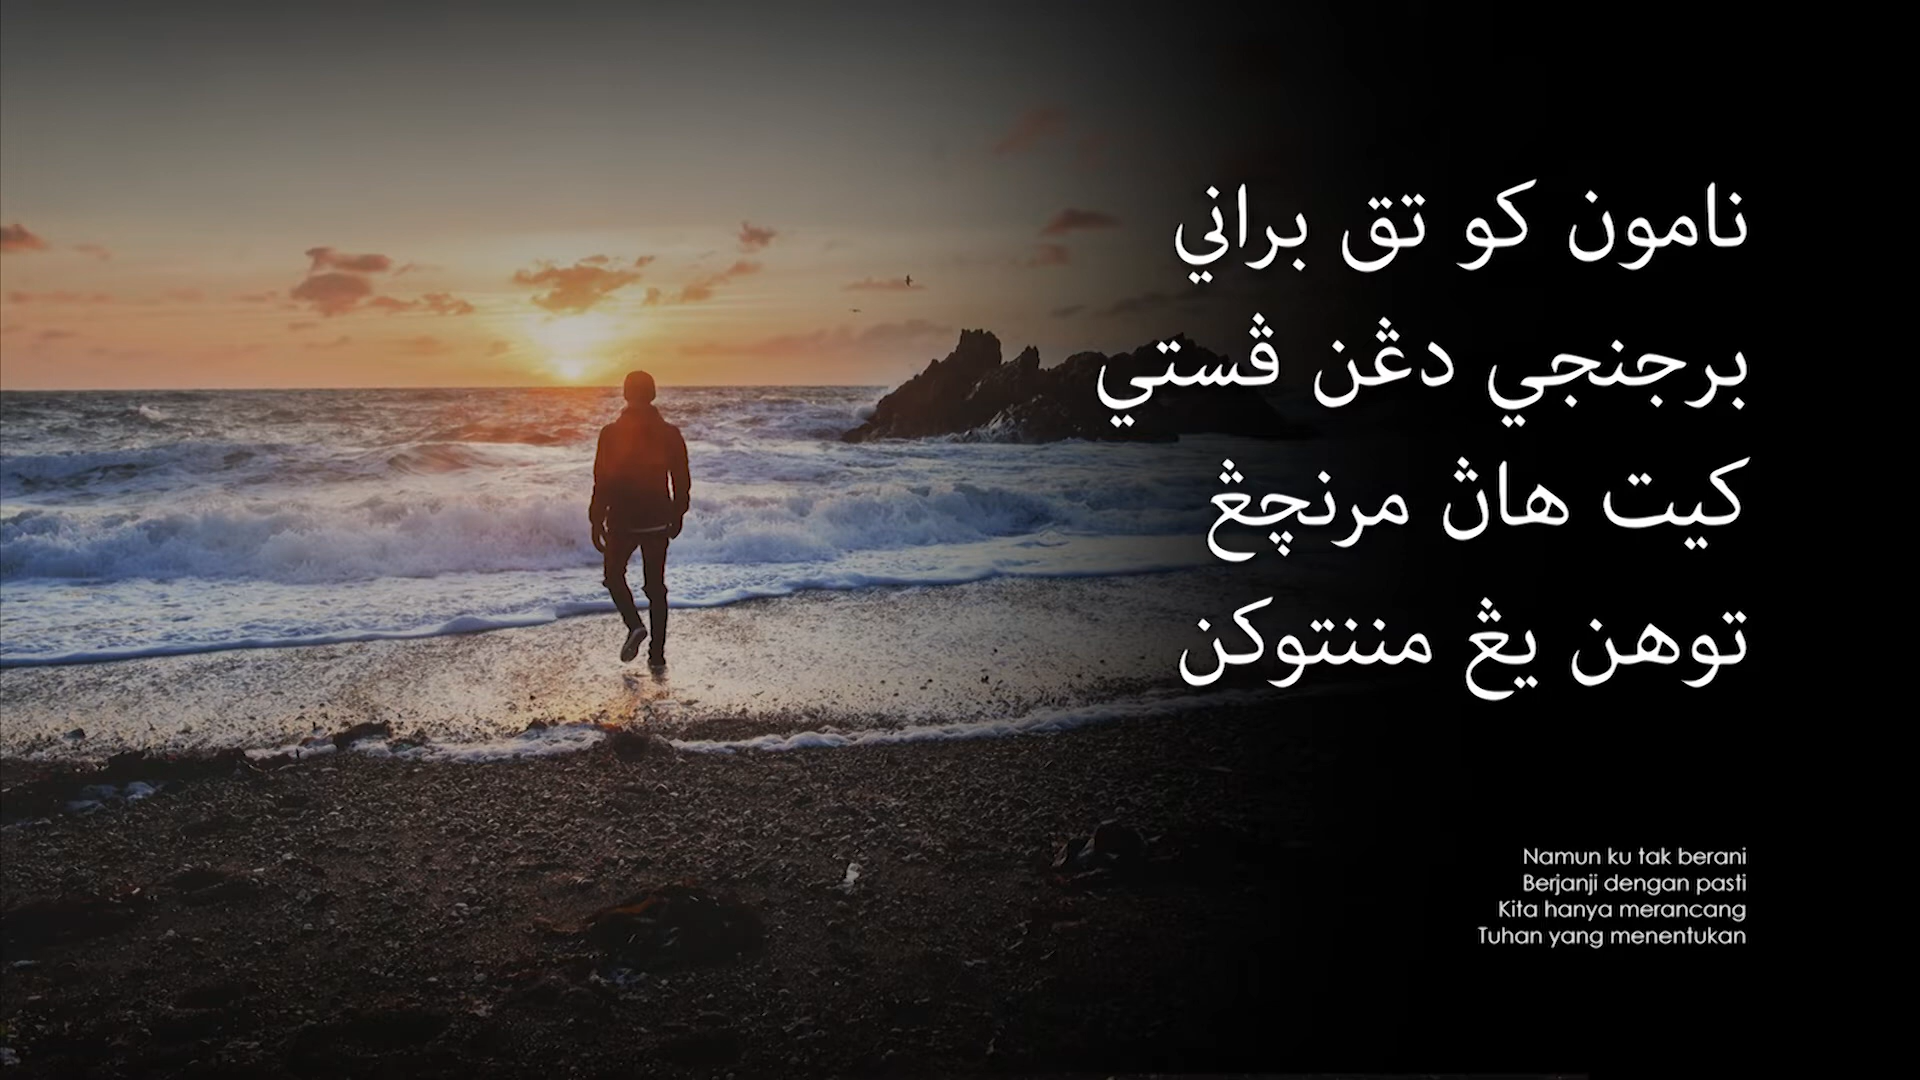 نامون کو تق براني
برجنجي دڠن ڤستي
کيت هاڽ مرنچڠ
توهن يڠ مننتوکن
Namun ku tak berani
Berjanji dengan pasti
Kita hanya merancang
Tuhan yang menentukan